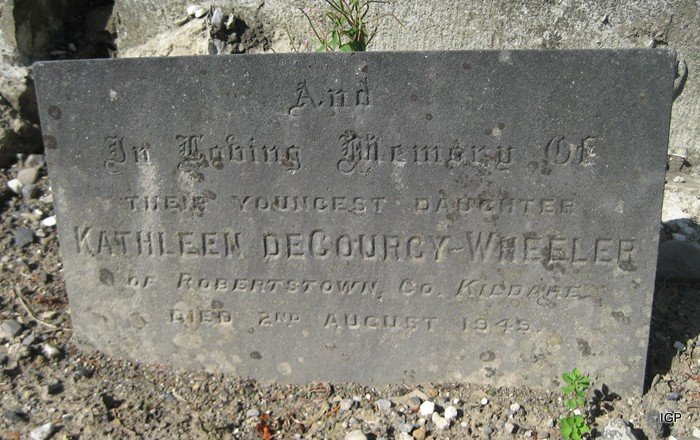 And
In Loving Memory Of
THEIR YOUNGEST DAUGHTER
KATHLEEN DECOURCY-WHEELER
OF ROBERTSTOWN, CO. KILDARE
DIED 2ND AUGUST 1949.
IGP